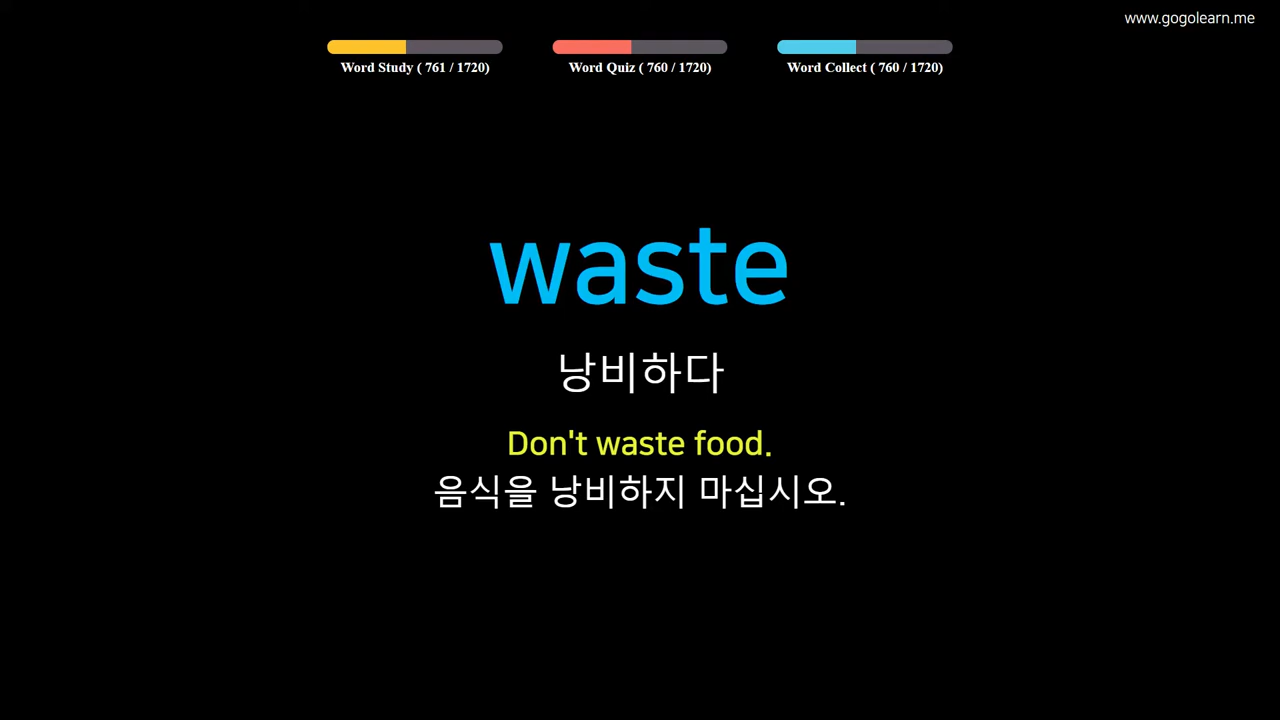 www.gogolearn.me
Word Study ( 761 / 1720)
Word Quiz ( 760 / 1720)
Word Collect ( 760 / 1720)
waste
낭비하다
Don't waste food.
음식을 낭비하지 마십시오.